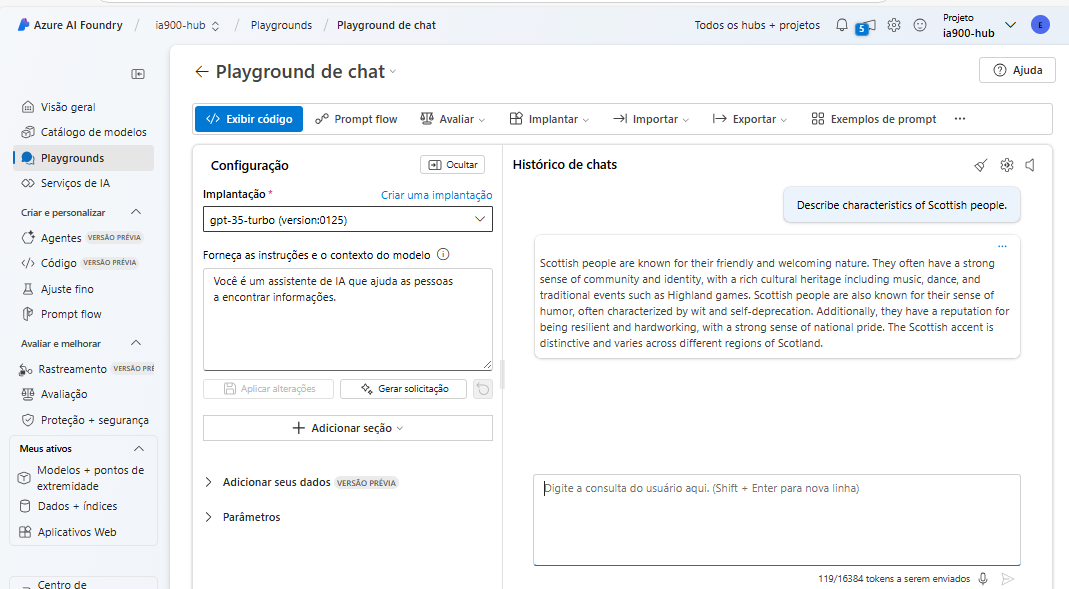 Azure AI Foundry / ia900-hub / Playgrounds / Playground de chat
Todos os hubs + projetos
5
Projeto
ia900-hub
E
Playground de chat
Ajuda
Visão geral
Catálogo de modelos
Playgrounds
Serviços de IA
Criar e personalizar
Agentes VERSÃO PRÉVIA
Código VERSÃO PRÉVIA
Ajuste fino
Prompt flow
Avaliar e melhorar
Rastreamento VERSÃO PRÉ
Avaliação
Proteção + segurança
Meus ativos
Modelos + pontos de
extremidade
Dados + índices
Aplicativos Web
Centro de
</> Exibir código
Prompt flow
Avaliar
Implantar
Importar
Exportar
Exemplos de prompt
...
Configuração
Ocultar
Implantação *
Criar uma implantação
gpt-35-turbo (version:0125)
Forneça as instruções e o contexto do modelo
Você é um assistente de IA que ajuda as pessoas
a encontrar informações.
Aplicar alterações
Gerar solicitação
Adicionar seção
Adicionar seus dados VERSÃO PRÉVIA
Parâmetros
Histórico de chats
Describe characteristics of Scottish people.
...
Scottish people are known for their friendly and welcoming nature. They often have a strong
sense of community and identity, with a rich cultural heritage including music, dance, and
traditional events such as Highland games. Scottish people are also known for their sense of
humor, often characterized by wit and self-deprecation. Additionally, they have a reputation for
being resilient and hardworking, with a strong sense of national pride. The Scottish accent is
distinctive and varies across different regions of Scotland.
Digite a consulta do usuário aqui. (Shift + Enter para nova linha)
119/16384 tokens a serem enviados